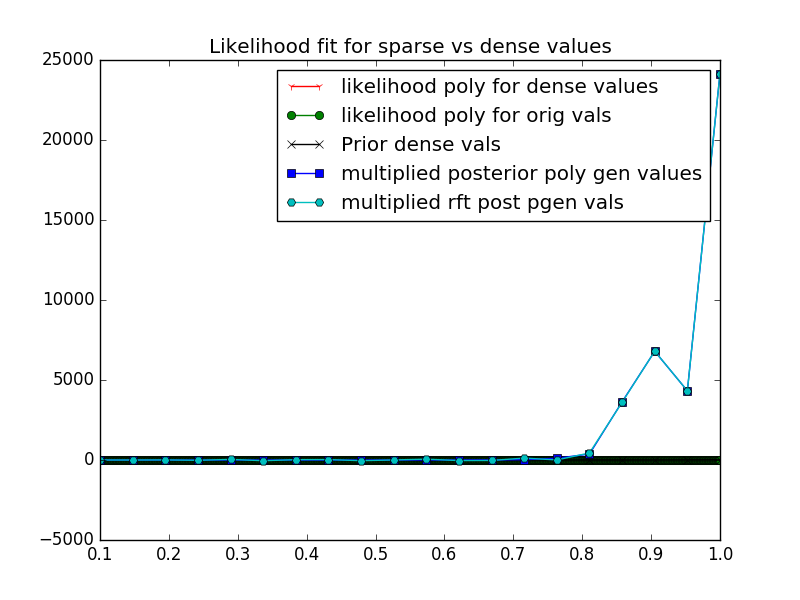 Likelihood fit for sparse vs dense values
25000
20000
15000
10000
5000
0
−5000
likelihood poly for dense values
likelihood poly for orig vals
Prior dense vals
multiplied posterior poly gen values
multiplied rft post pgen vals
0.1 0.2 0.3 0.4 0.5 0.6 0.7 0.8 0.9 1.0